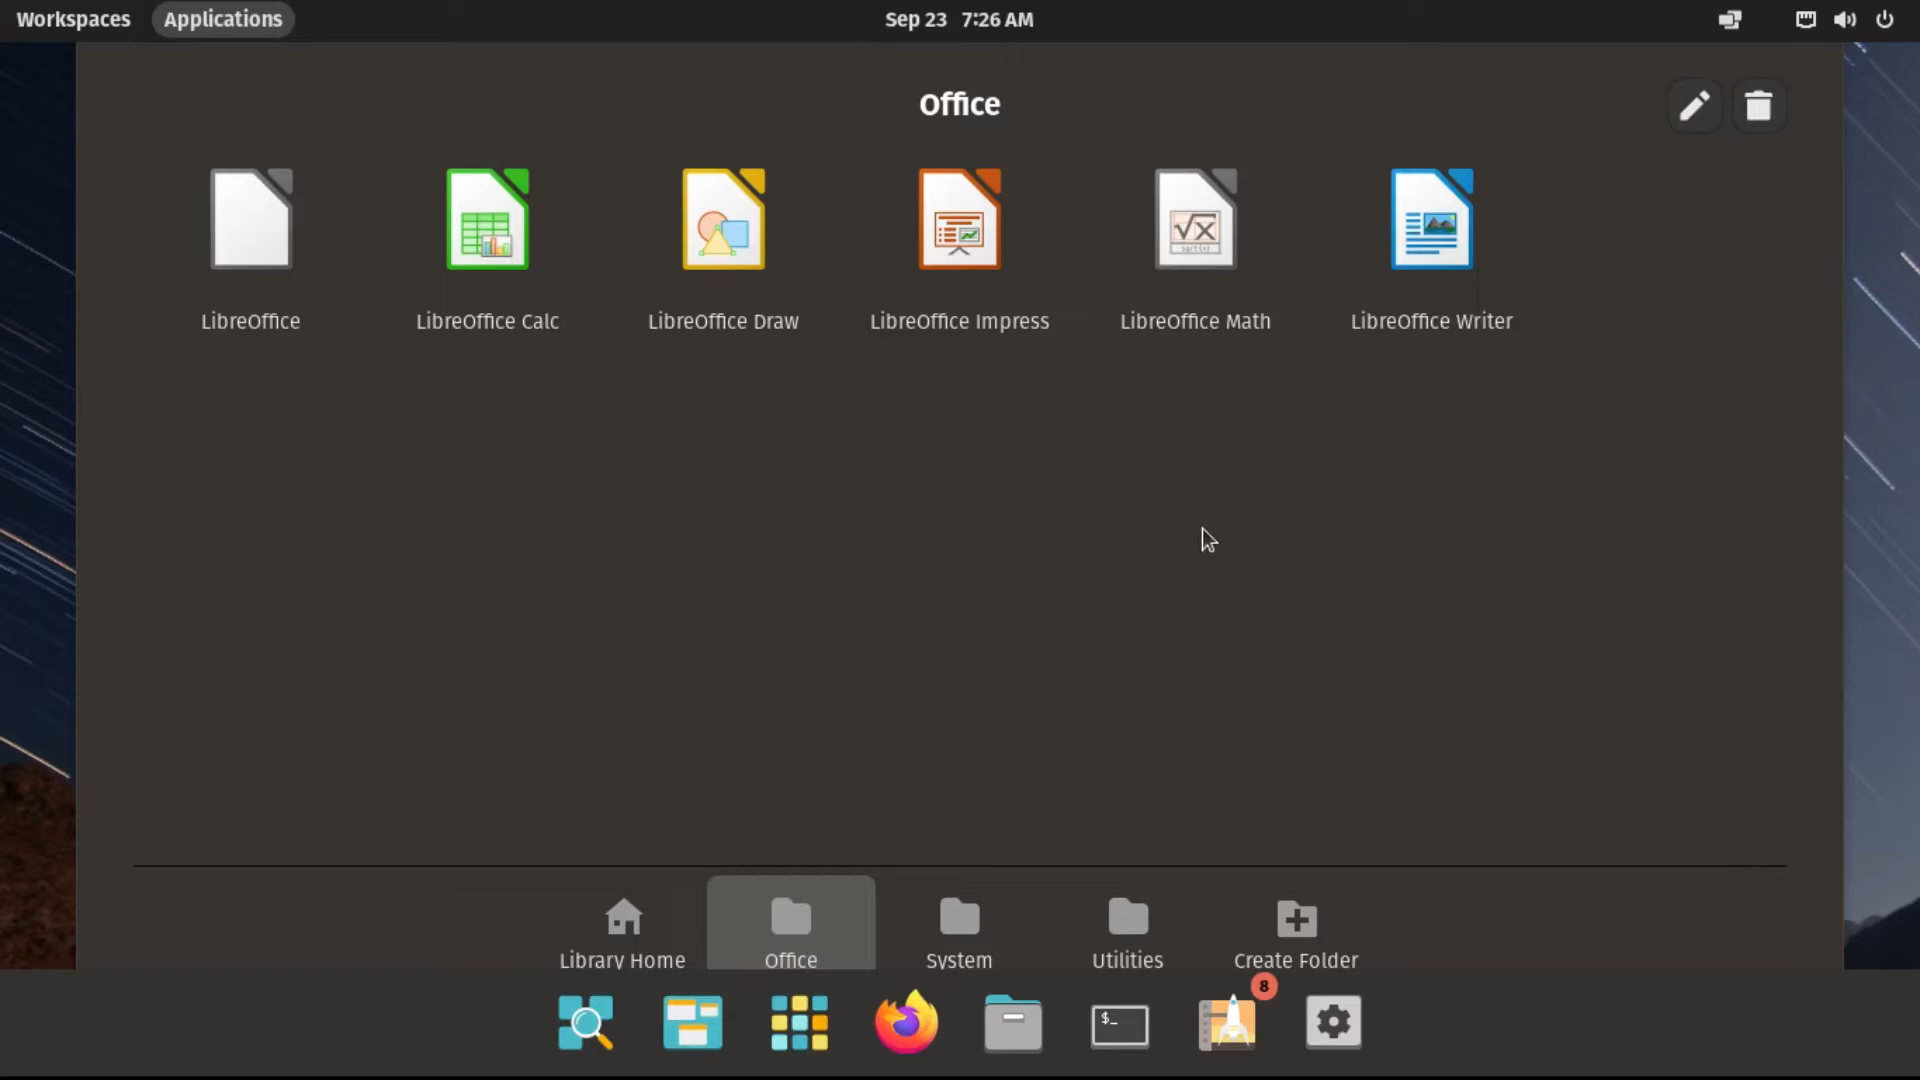 Workspaces Applications Sep 23 7:26 AM
Office
√X
sqrt(x)
LibreOffice LibreOffice Calc LibreOffice Draw LibreOffice Impress LibreOffice Math LibreOffice Writer
Library Home Office System Utilities Create Folder
8
$_